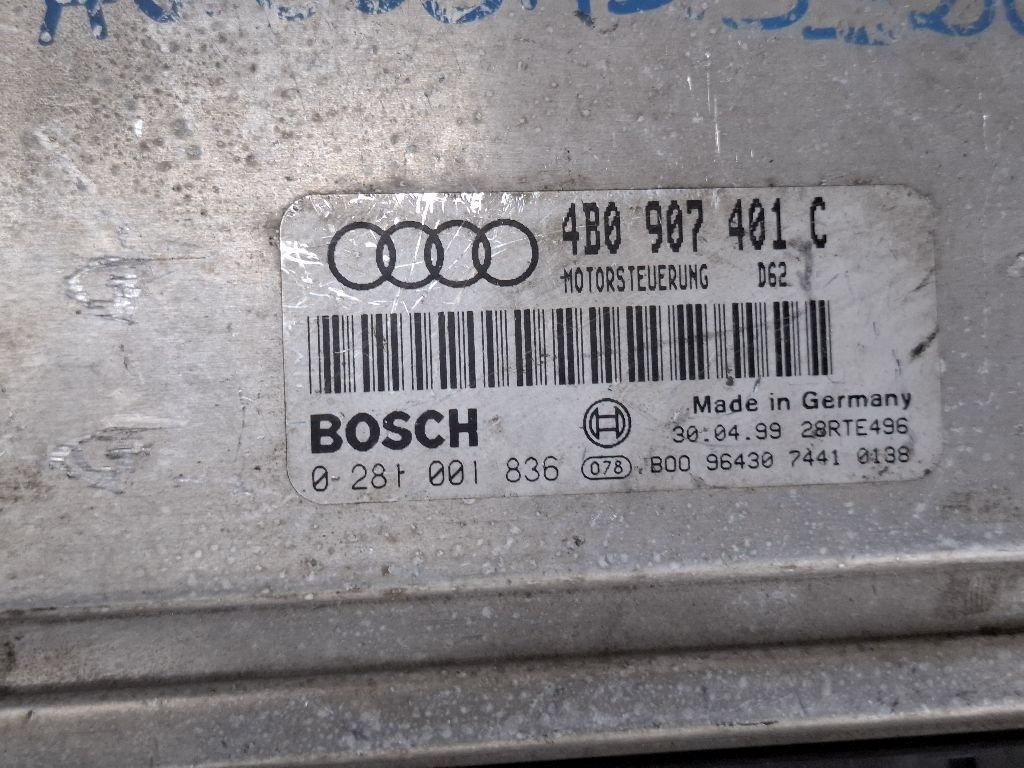 4B0 907 401 C
MOTORSTEUERUNG D62
BOSCH
Made in Germany
30.04.99 28RTE496
0 281 001 836 078 B00 96430 7441 0138